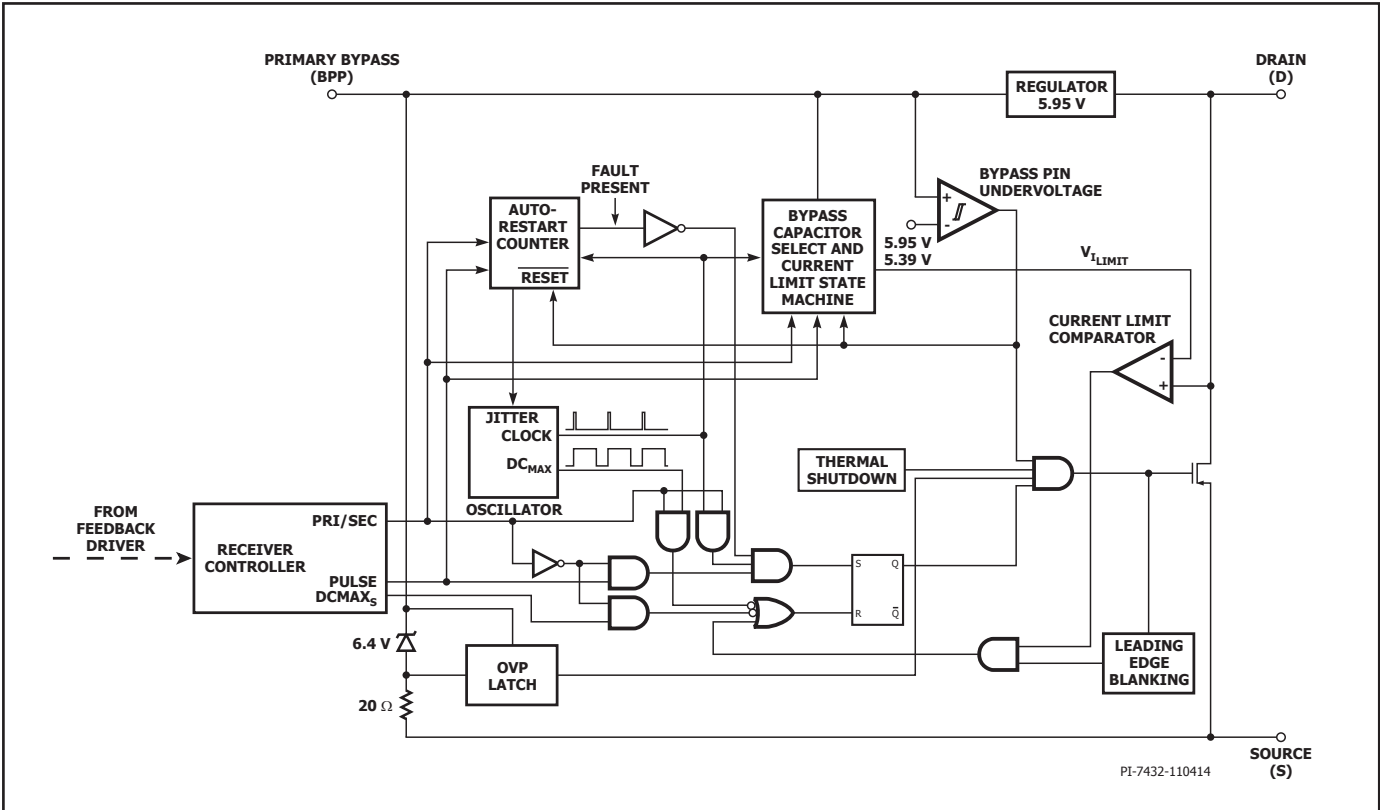 PRIMARY BYPASS
(BPP)
DRAIN
(D)
REGULATOR
5.95 V
FAULT
PRESENT
BYPASS PIN
UNDERVOLTAGE
AUTO-
RESTART
COUNTER
RESET
BYPASS
CAPACITOR
SELECT AND
CURRENT
LIMIT STATE
MACHINE
+
-
5.95 V
5.39 V
VILIMIT
CURRENT LIMIT
COMPARATOR
-
+
JITTER
CLOCK
DCMAX
OSCILLATOR
THERMAL
SHUTDOWN
FROM
FEEDBACK
DRIVER
RECEIVER
CONTROLLER
PRI/SEC
PULSE
DCMAXS
S Q
R Q̅
6.4 V
OVP
LATCH
20 Ω
LEADING
EDGE
BLANKING
SOURCE
(S)
PI-7432-110414